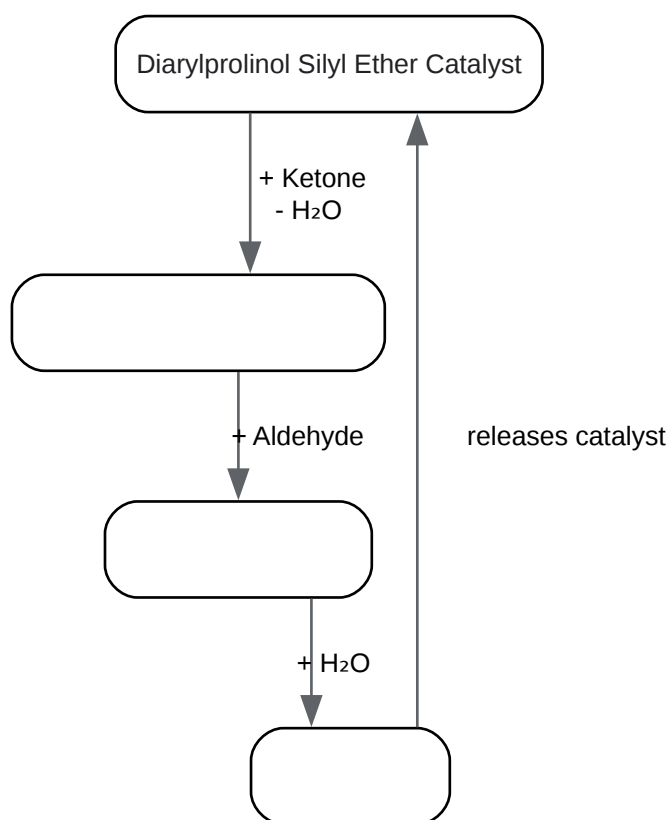 Diarylprolinol Silyl Ether Catalyst
+ Ketone
- H₂O
+ Aldehyde
releases catalyst
+ H₂O